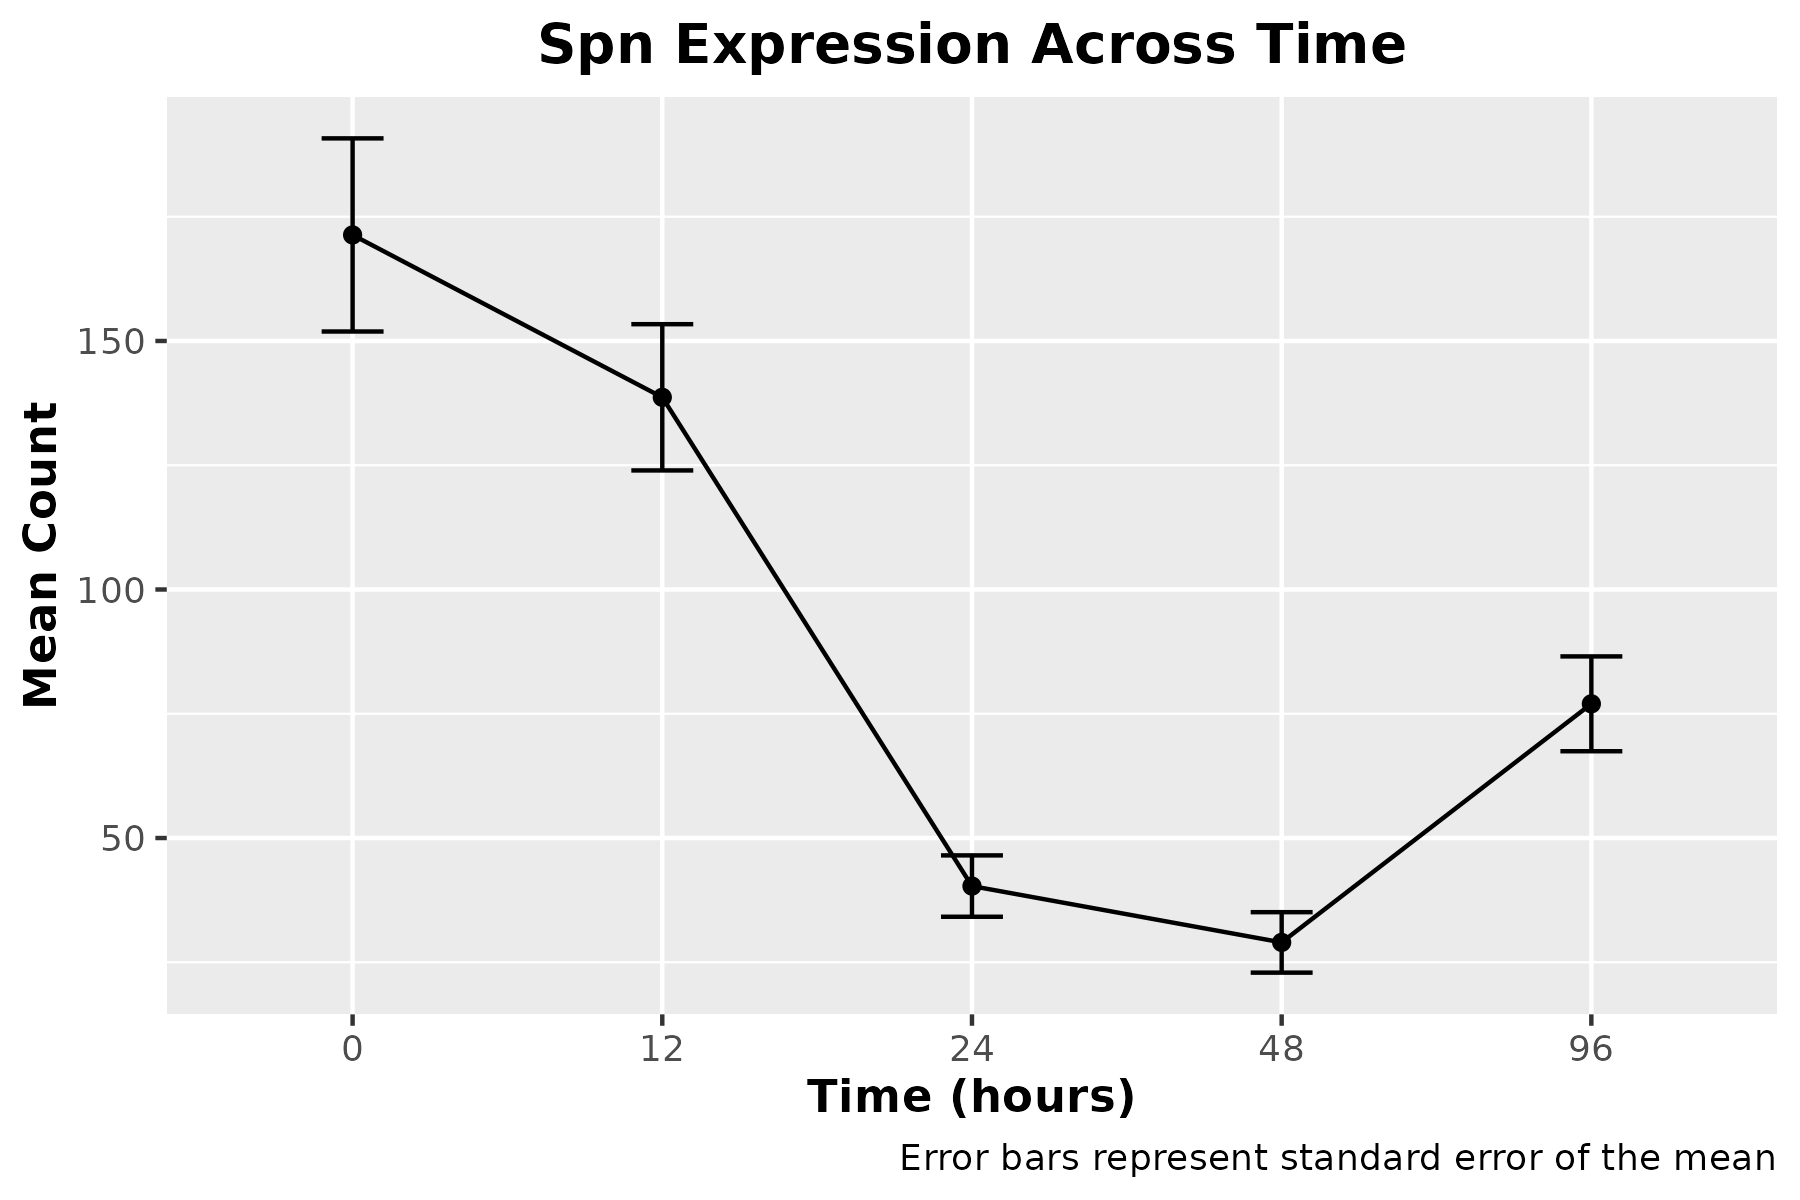 Spn Expression Across Time
Mean Count
150
100
50
0 12 24 48 96
Time (hours)
Error bars represent standard error of the mean